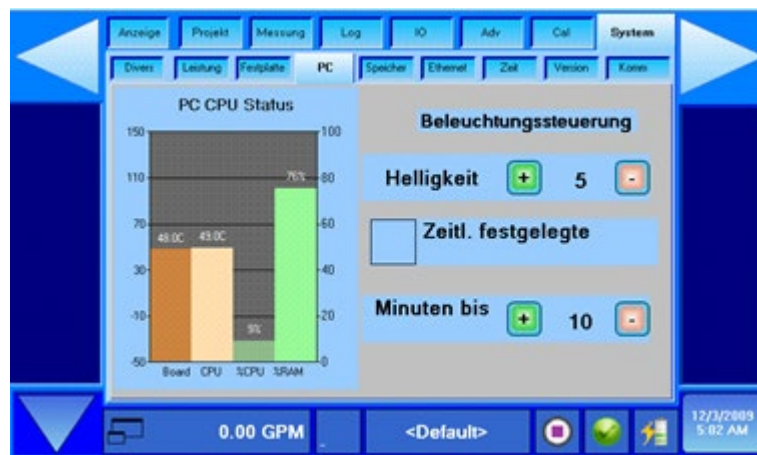 Anzeige Projekt Messung Log IO Adv Cal System
Divers Leistung Festplatte PC Speicher Ethernet Zeit Version Komm
PC CPU Status
150 100
110 80
70 60
30 40
-10 20
-50 0
48.0C 49.0C 9% 76%
Board CPU %CPU %RAM
Beleuchtungssteuerung
Helligkeit + 5 -
Zeitl. festgelegte
Minuten bis + 10 -
0.00 GPM <Default>
12/3/2009
5:02 AM